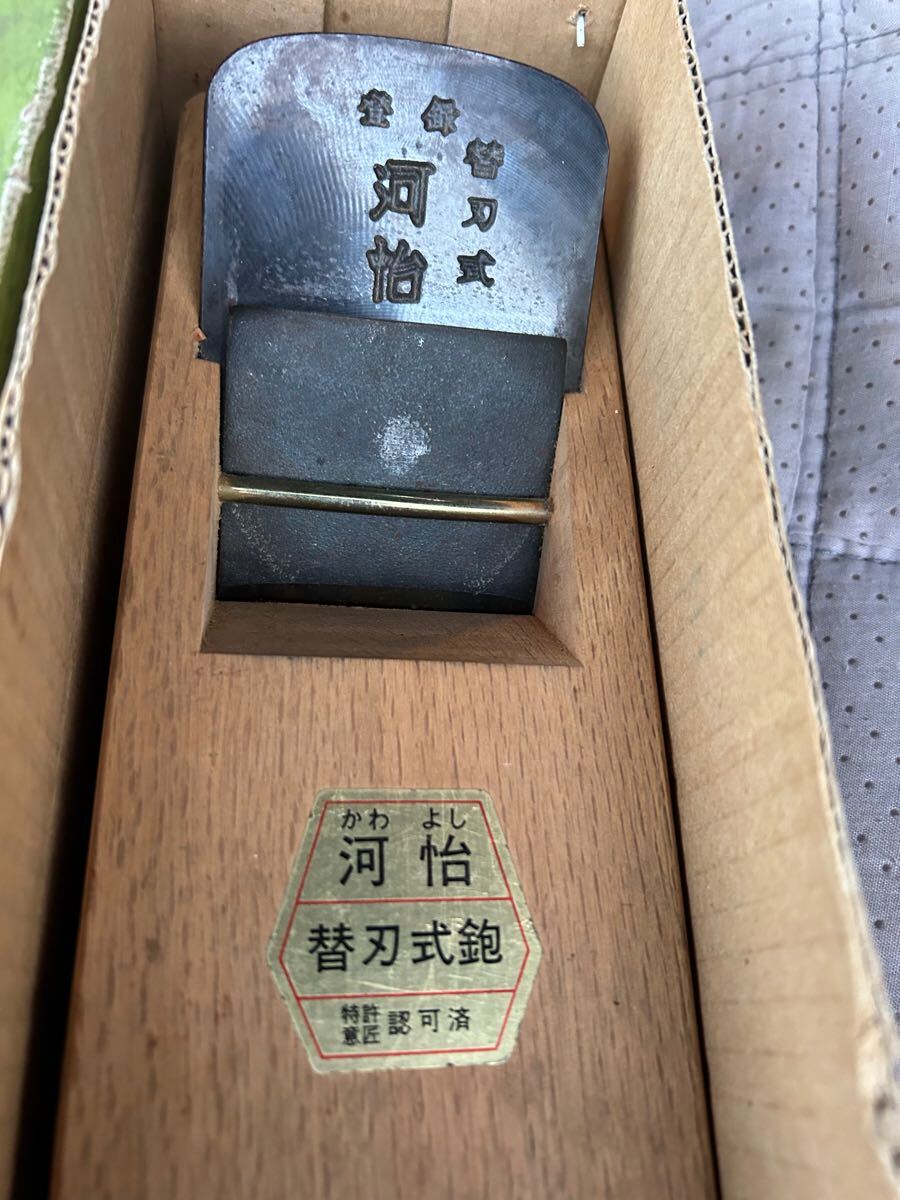 登録
替刃式
河怡
かわ よし
河 怡
替刃式鉋
特許
意匠 認可済